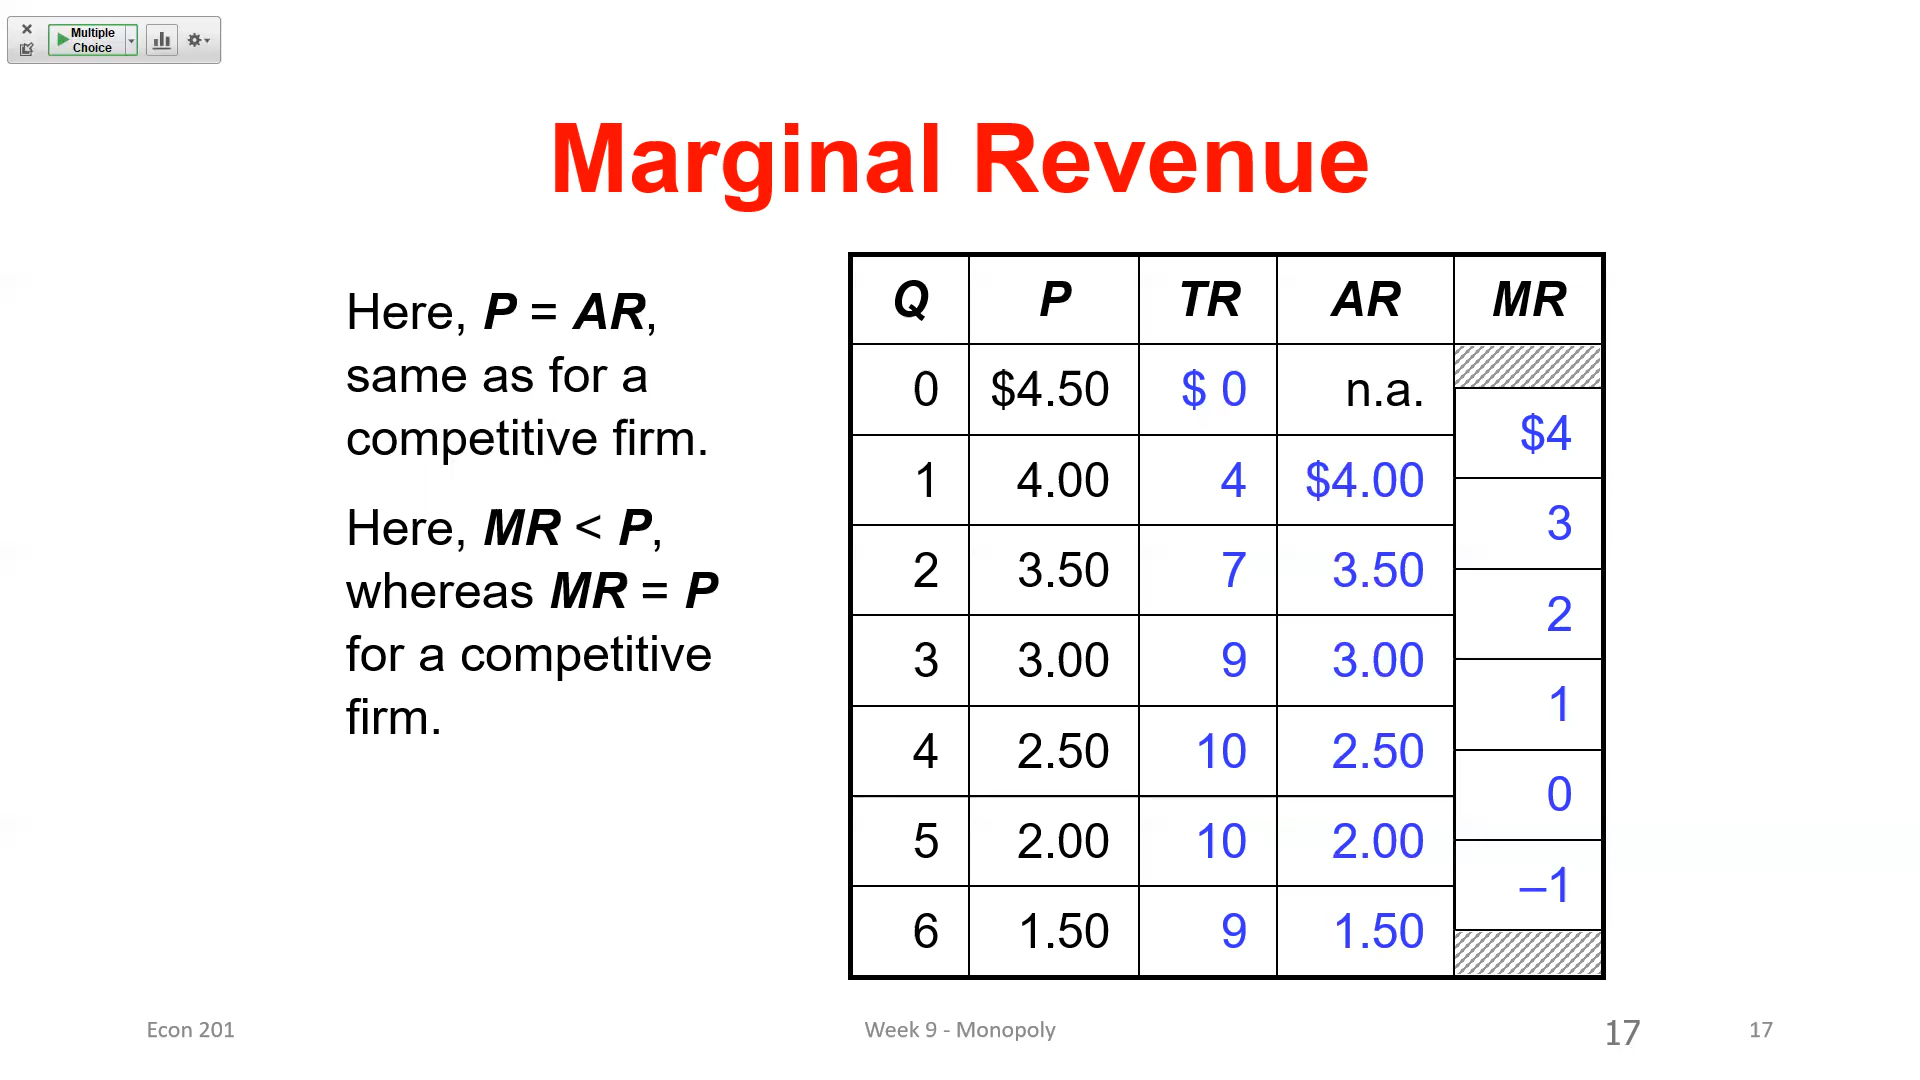 Multiple
Choice
Marginal Revenue
Here, P = AR,
same as for a
competitive firm.
Here, MR < P,
whereas MR = P
for a competitive
firm.
Q P TR AR MR
0 $4.50 $ 0 n.a.
$4
1 4.00 4 $4.00
3
2 3.50 7 3.50
2
3 3.00 9 3.00
1
4 2.50 10 2.50
0
5 2.00 10 2.00
–1
6 1.50 9 1.50
Econ 201 Week 9 - Monopoly 17 17